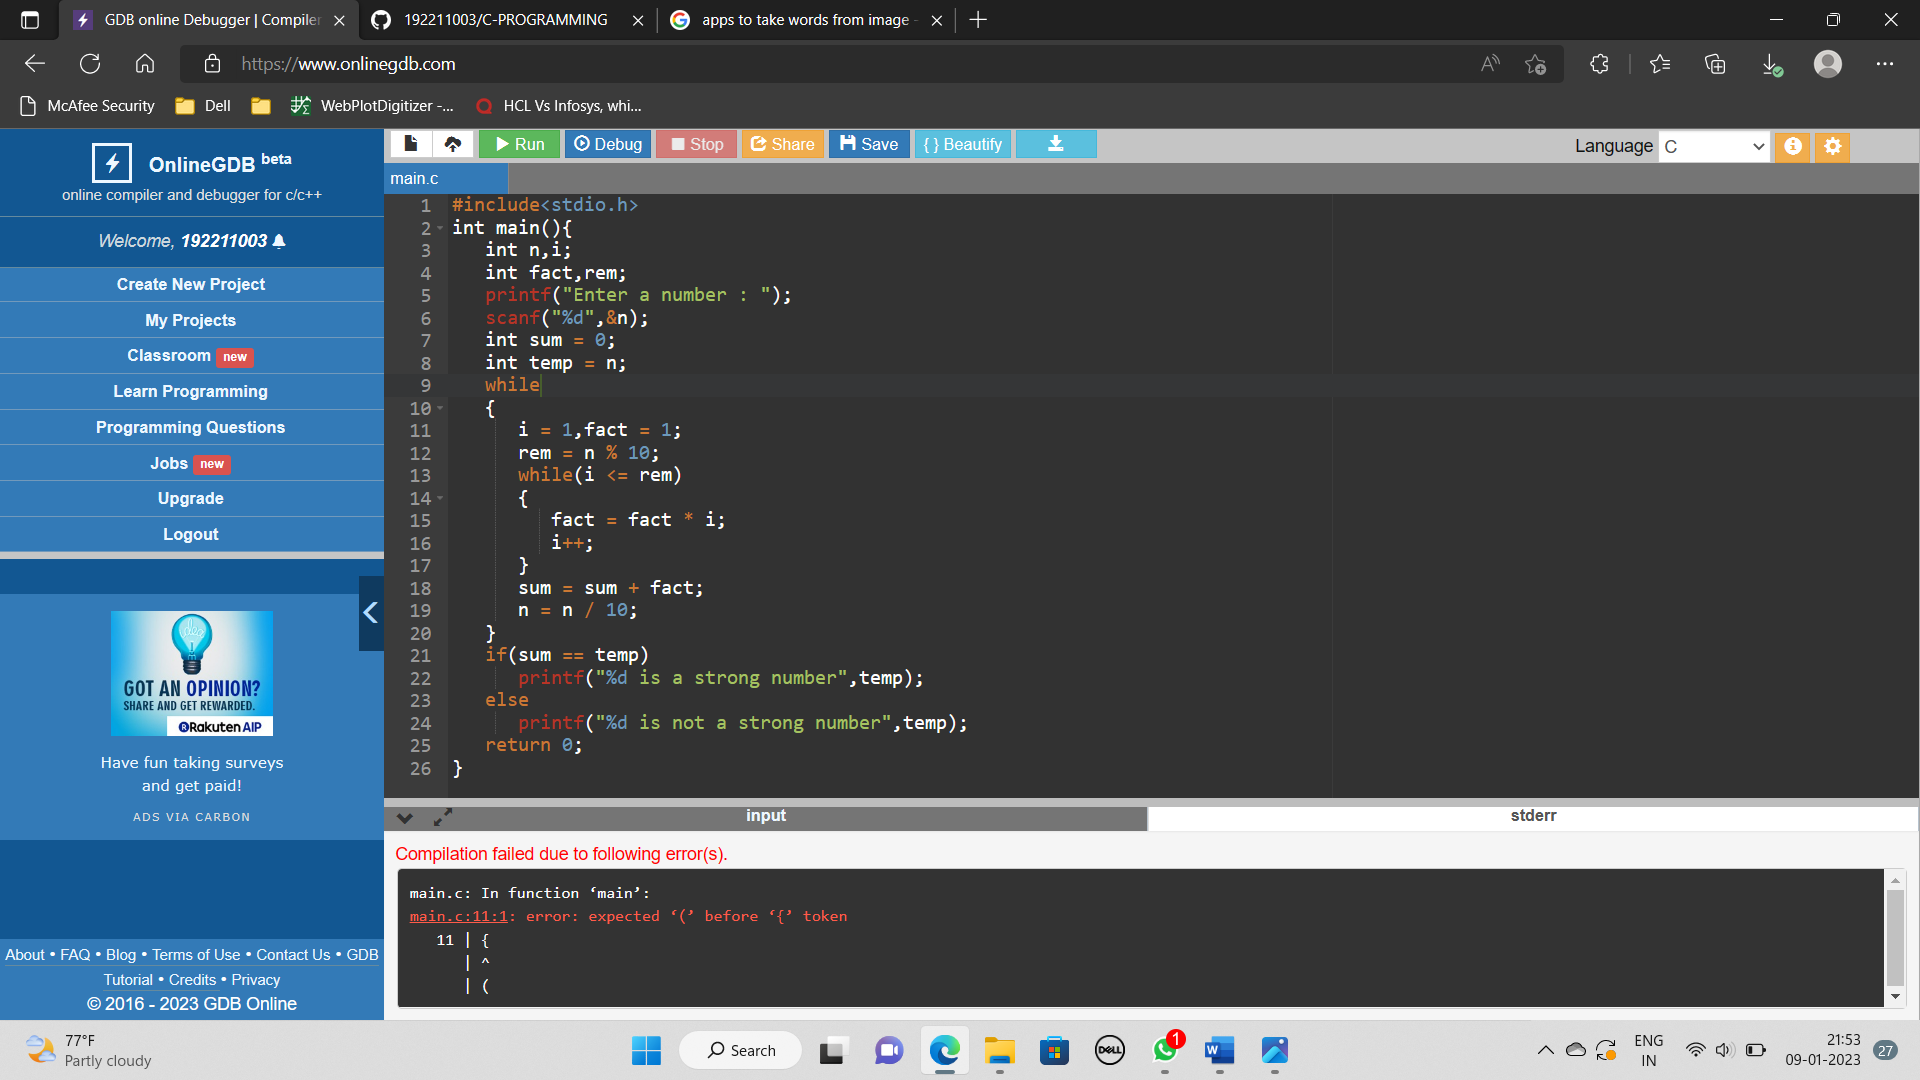 GDB online Debugger | Compiler
192211003/C-PROGRAMMING
apps to take words from image -
https://www.onlinegdb.com
McAfee Security
Dell
WebPlotDigitizer -...
HCL Vs Infosys, whi...
OnlineGDB beta
online compiler and debugger for c/c++
Welcome, 192211003
Create New Project
My Projects
Classroom new
Learn Programming
Programming Questions
Jobs new
Upgrade
Logout
GOT AN OPINION?
SHARE AND GET REWARDED.
Rakuten AIP
Have fun taking surveys
and get paid!
ADS VIA CARBON
About • FAQ • Blog • Terms of Use • Contact Us • GDB
Tutorial • Credits • Privacy
© 2016 - 2023 GDB Online
Run
Debug
Stop
Share
Save
{ } Beautify
Language C
main.c
1 #include<stdio.h>
2 int main(){
3 int n,i;
4 int fact,rem;
5 printf("Enter a number : ");
6 scanf("%d",&n);
7 int sum = 0;
8 int temp = n;
9 while
10 {
11 i = 1,fact = 1;
12 rem = n % 10;
13 while(i <= rem)
14 {
15 fact = fact * i;
16 i++;
17 }
18 sum = sum + fact;
19 n = n / 10;
20 }
21 if(sum == temp)
22 printf("%d is a strong number",temp);
23 else
24 printf("%d is not a strong number",temp);
25 return 0;
26 }
input
stderr
Compilation failed due to following error(s).
main.c: In function ‘main’:
main.c:11:1: error: expected ‘(’ before ‘{’ token
11 | {
| ^
| (
77°F
Partly cloudy
Search
DELL
1
W
ENG
IN
21:53
09-01-2023
27